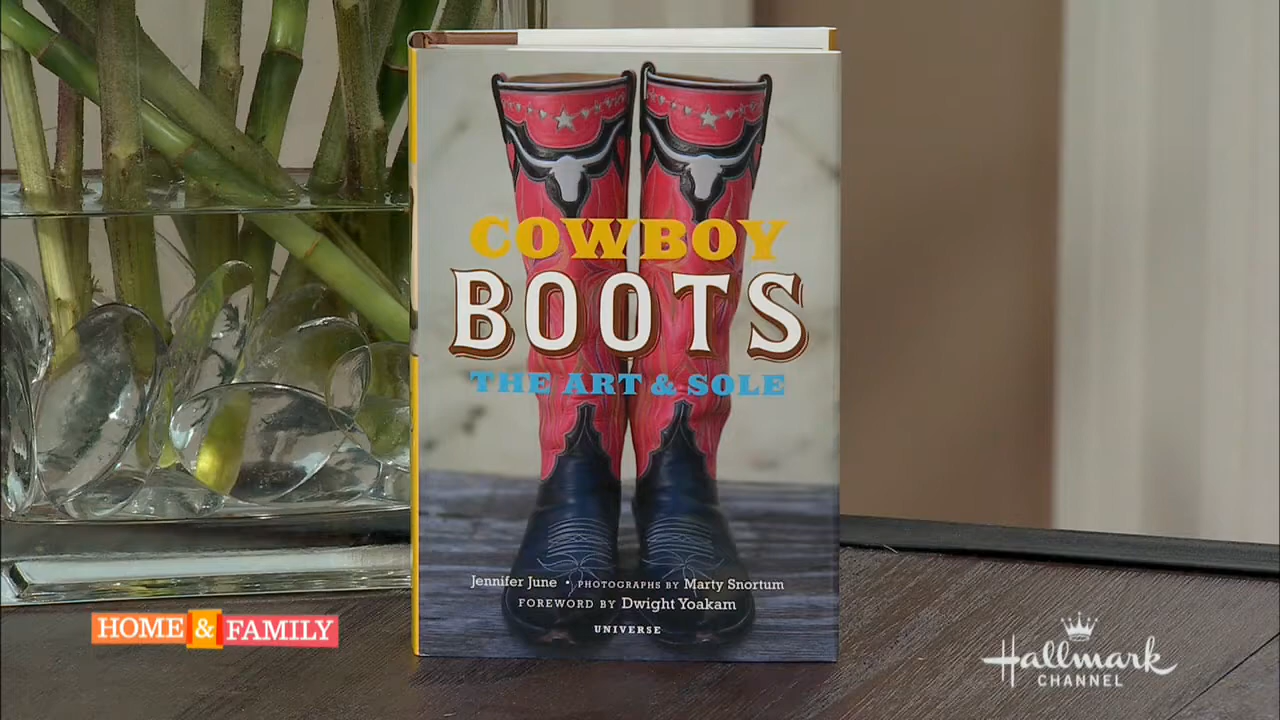 COWBOY
BOOTS
THE ART & SOLE
Jennifer June • PHOTOGRAPHS BY Marty Snortum
FOREWORD BY Dwight Yoakam
UNIVERSE
HOME & FAMILY
Hallmark
CHANNEL